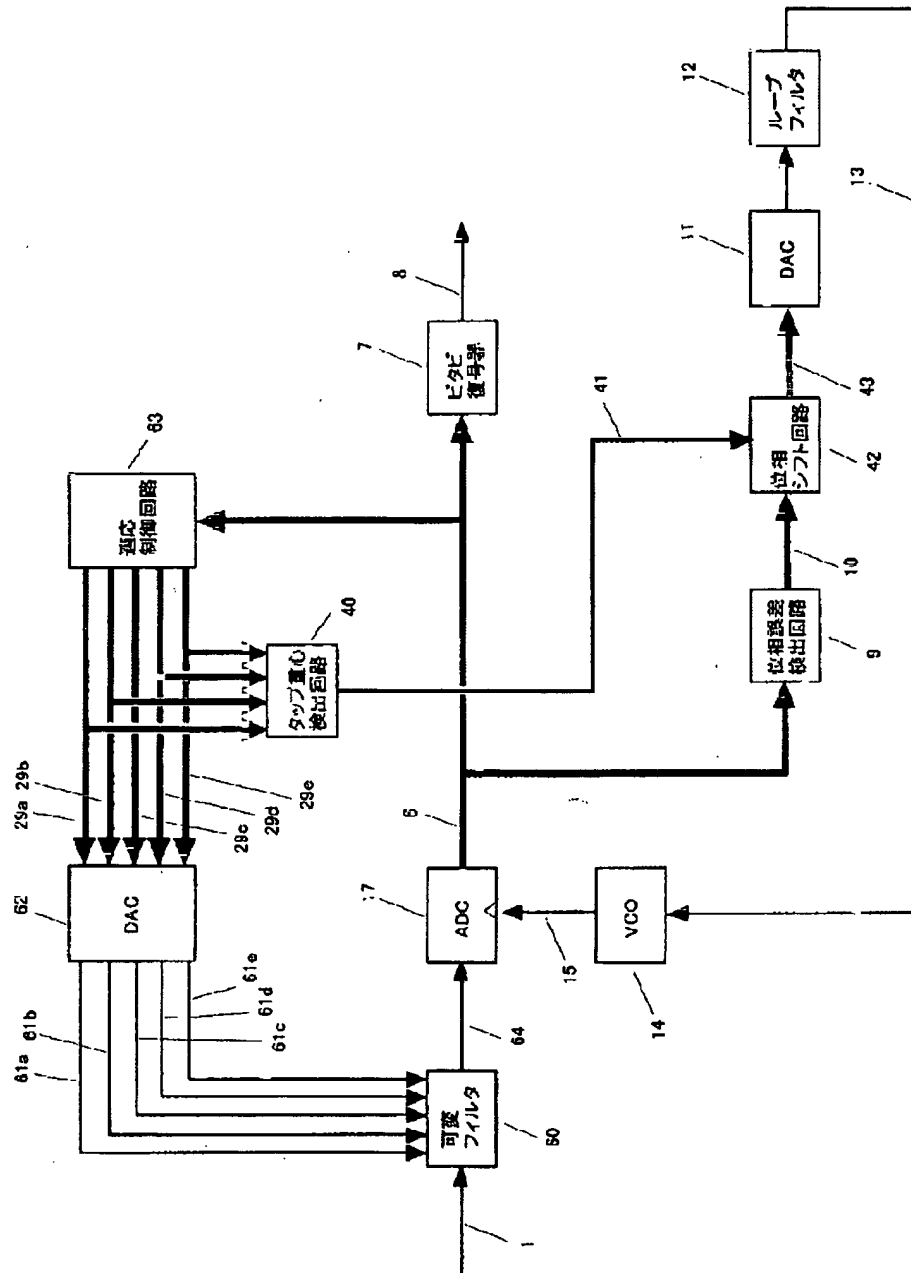 1
可変
フィルタ
60
61a
61b
61c
61d
61e
62
DAC
29a
29b
29c
29d
29e
適応
制御回路
63
タップ重心
検出回路
40
64
17
ADC
6
15
VCO
14
7
ビタビ
復号器
8
41
位相誤差
検出回路
9
10
位相
シフト回路
42
43
11
DAC
12
ループ
フィルタ
13